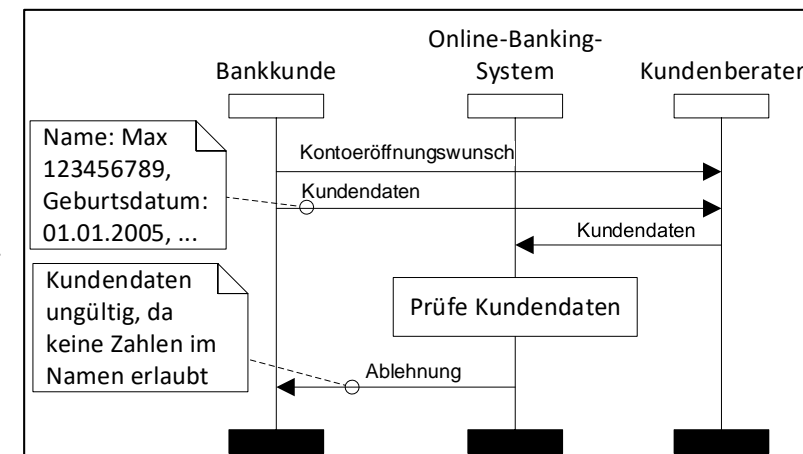 Bankkunde
Online-Banking-
System
Kundenberater
Name: Max
123456789,
Geburtsdatum:
01.01.2005, ...
Kontoeröffnungswunsch
Kundendaten
Kundendaten
Kundendaten
ungültig, da
keine Zahlen im
Namen erlaubt
Prüfe Kundendaten
Ablehnung